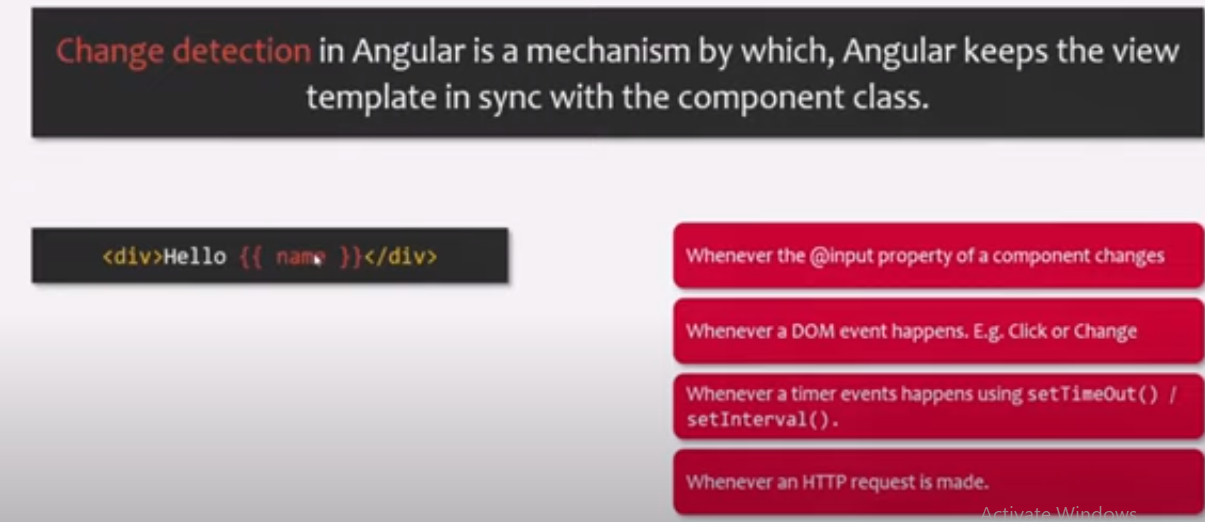 Change detection in Angular is a mechanism by which, Angular keeps the view
template in sync with the component class.
<div>Hello {{ name }}</div>
Whenever the @input property of a component changes
Whenever a DOM event happens. E.g. Click or Change
Whenever a timer events happens using setTimeOut() /
setInterval().
Whenever an HTTP request is made.
Activate Windows